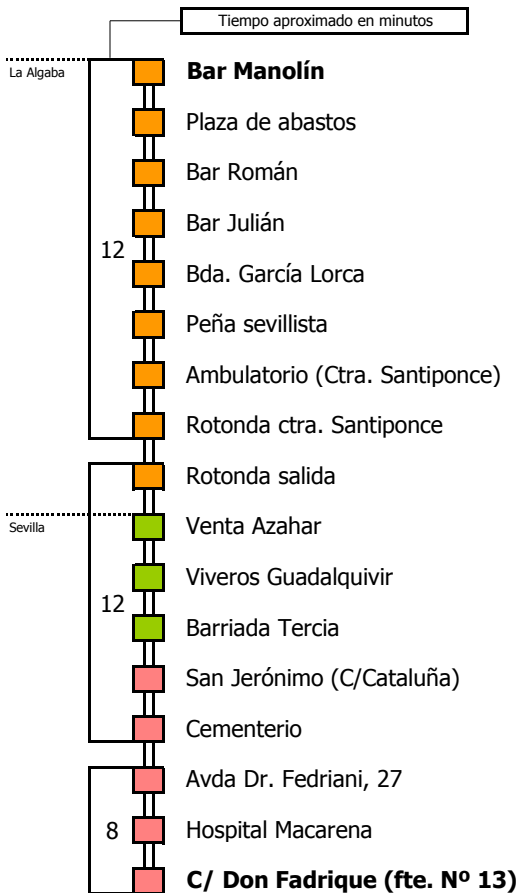 Tiempo aproximado en minutos
La Algaba
Bar Manolín
Plaza de abastos
Bar Román
Bar Julián
12
Bda. García Lorca
Peña sevillista
Ambulatorio (Ctra. Santiponce)
Rotonda ctra. Santiponce
Rotonda salida
Sevilla
Venta Azahar
Viveros Guadalquivir
12
Barriada Tercia
San Jerónimo (C/Cataluña)
Cementerio
Avda Dr. Fedriani, 27
8
Hospital Macarena
C/ Don Fadrique (fte. Nº 13)